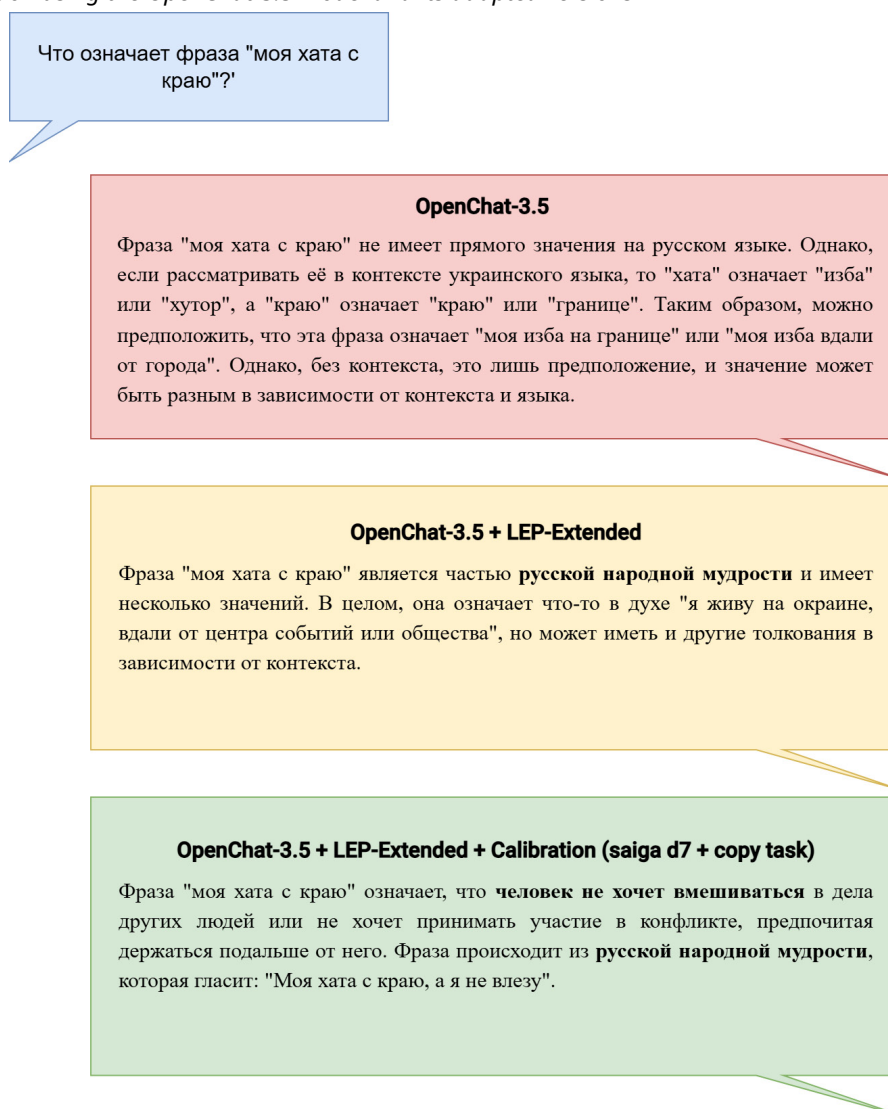 Что означает фраза "моя хата с
краю"?'
OpenChat-3.5
Фраза "моя хата с краю" не имеет прямого значения на русском языке. Однако,
если рассматривать её в контексте украинского языка, то "хата" означает "изба"
или "хутор", а "краю" означает "краю" или "границе". Таким образом, можно
предположить, что эта фраза означает "моя изба на границе" или "моя изба вдали
от города". Однако, без контекста, это лишь предположение, и значение может
быть разным в зависимости от контекста и языка.
OpenChat-3.5 + LEP-Extended
Фраза "моя хата с краю" является частью русской народной мудрости и имеет
несколько значений. В целом, она означает что-то в духе "я живу на окраине,
вдали от центра событий или общества", но может иметь и другие толкования в
зависимости от контекста.
OpenChat-3.5 + LEP-Extended + Calibration (saiga d7 + copy task)
Фраза "моя хата с краю" означает, что человек не хочет вмешиваться в дела
других людей или не хочет принимать участие в конфликте, предпочитая
держаться подальше от него. Фраза происходит из русской народной мудрости,
которая гласит: "Моя хата с краю, а я не влезу".